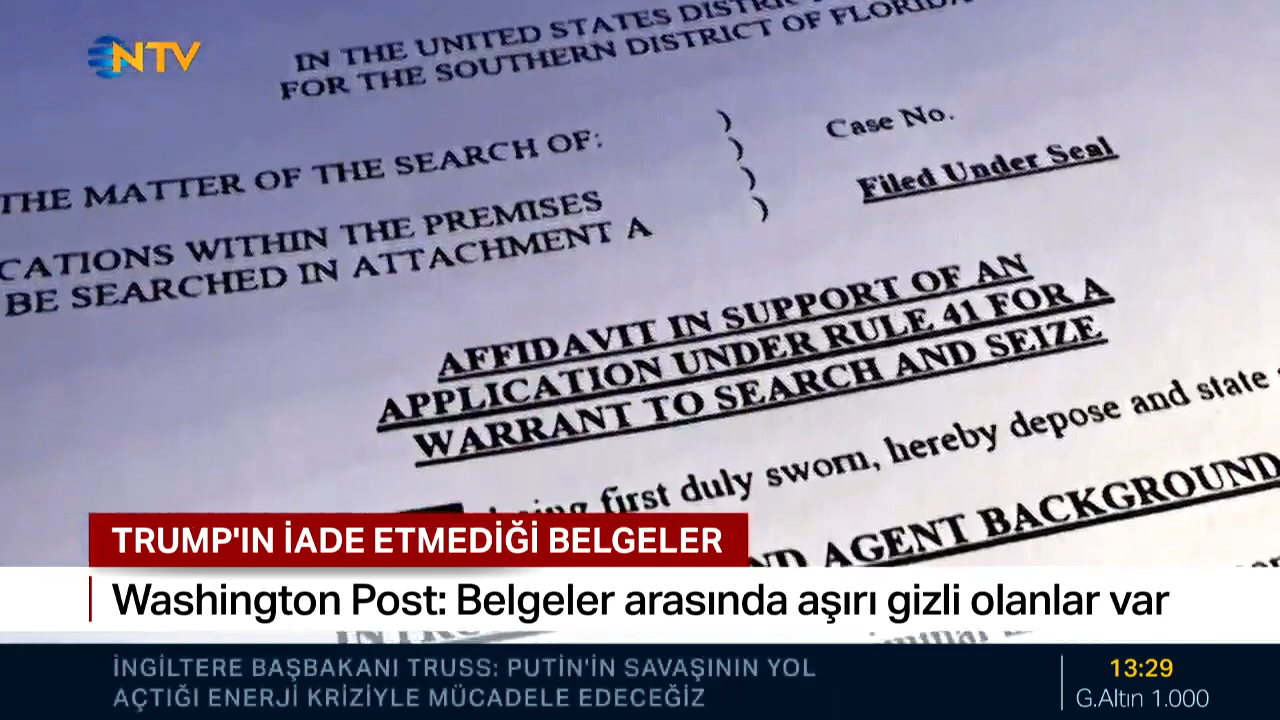 NTV
IN THE UNITED STATES
FOR THE SOUTHERN DISTRICT OF FLORIDA
THE MATTER OF THE SEARCH OF: ) Case No.
)
) Filed Under Seal
CATIONS WITHIN THE PREMISES )
BE SEARCHED IN ATTACHMENT A
AFFIDAVIT IN SUPPORT OF AN
APPLICATION UNDER RULE 41 FOR A
WARRANT TO SEARCH AND SEIZE
first duly sworn, hereby depose and state
AGENT BACKGROUND
TRUMP'IN İADE ETMEDİĞİ BELGELER
Washington Post: Belgeler arasında aşırı gizli olanlar var
İNGİLTERE BAŞBAKANI TRUSS: PUTİN'İN SAVAŞININ YOL
AÇTIĞI ENERJİ KRİZİYLE MÜCADELE EDECEĞİZ
13:29
G.Altın 1.000